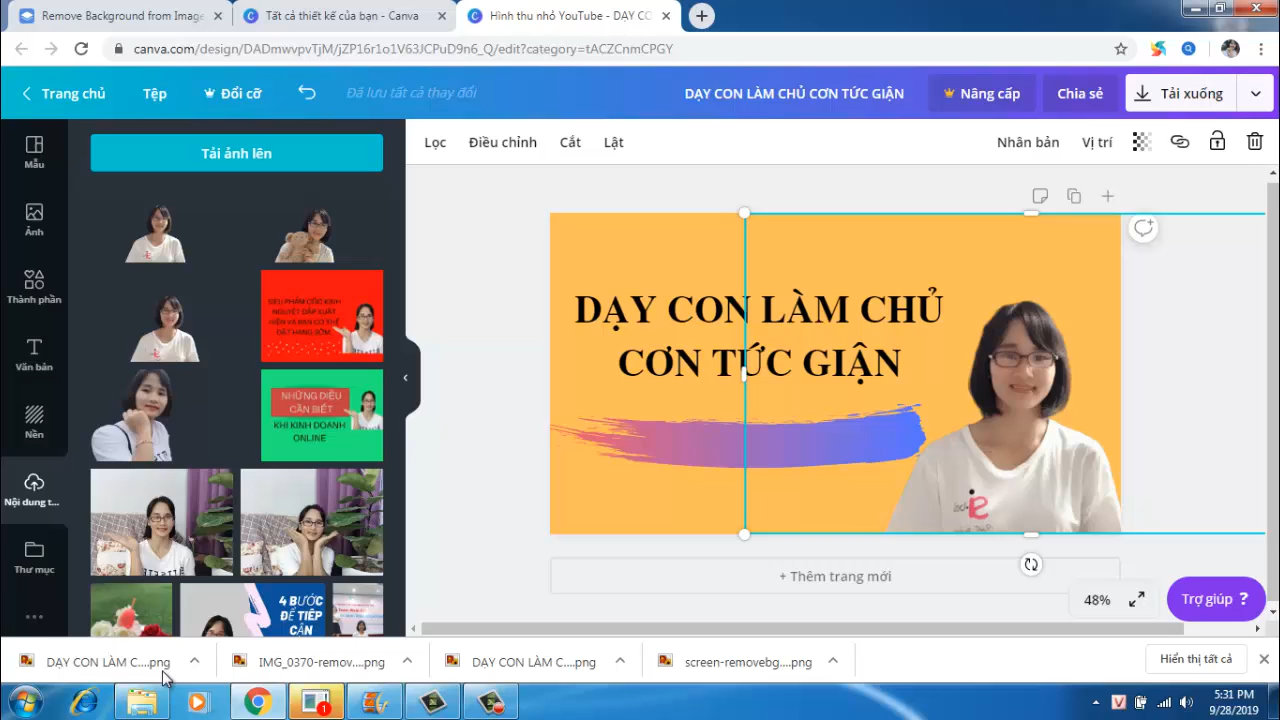 Remove Background from Image
Tất cả thiết kế của bạn - Canva
Hình thu nhỏ YouTube - DẠY CO
canva.com/design/DADmwvpvTjM/jZP16r1o1V63JCPuD9n6_Q/edit?category=tACZCnmCPGY
Trang chủ
Tệp
Đổi cỡ
Đã lưu tất cả thay đổi
DẠY CON LÀM CHỦ CƠN TỨC GIẬN
Nâng cấp
Chia sẻ
Tải xuống
Mẫu
Ảnh
Thành phần
Văn bản
Nền
Nội dung t...
Thư mục
Tải ảnh lên
NHỮNG ĐIỀU
CẦN BIẾT
KHI KINH DOANH
ONLINE
4 BƯỚC
ĐỂ TIẾP
CẬN
Lọc
Điều chỉnh
Cắt
Lật
Nhân bản
Vị trí
DẠY CON LÀM CHỦ
CƠN TỨC GIẬN
+ Thêm trang mới
48%
Trợ giúp ?
DẠY CON LÀM C....png
IMG_0370-remov....png
DẠY CON LÀM C....png
screen-removebg....png
Hiển thị tất cả
1
V
5:31 PM
9/28/2019